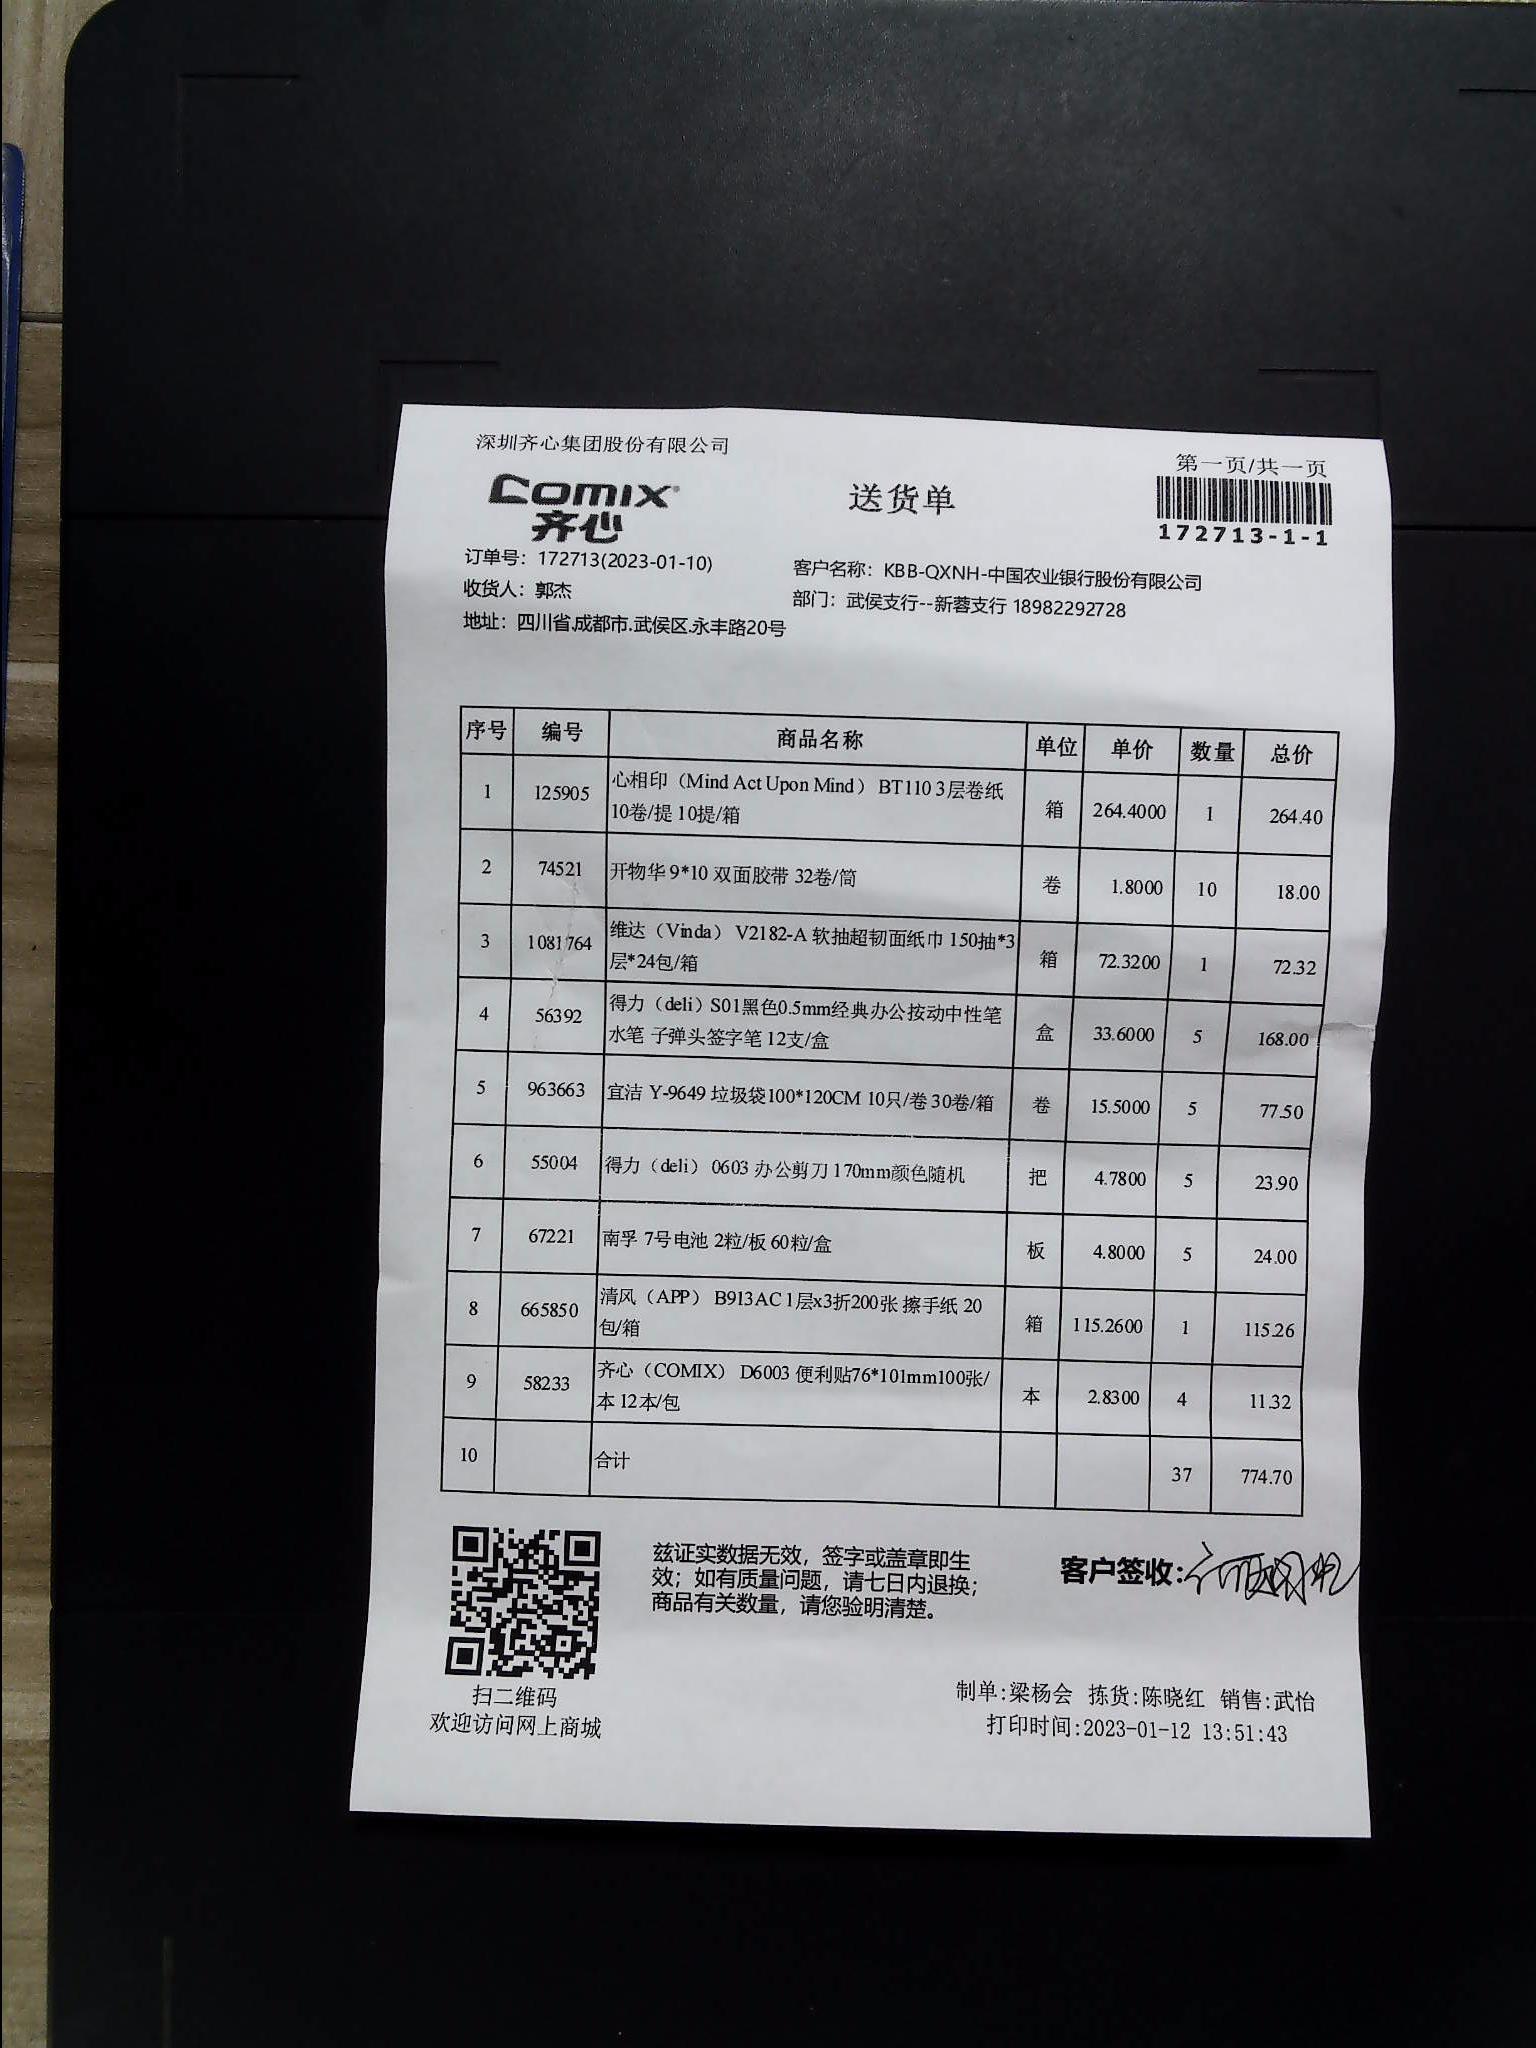 深圳齐心集团股份有限公司
第一页/共一页
Comix
齐心
送货单
172713-1-1
订单号：172713(2023-01-10)
客户名称：KBB-QXNH-中国农业银行股份有限公司
收货人：郭杰
部门：武侯支行--新蓉支行 18982292728
地址：四川省.成都市.武侯区.永丰路20号
序号 编号 商品名称 单位 单价 数量 总价
1 125905 心相印（Mind Act Upon Mind） BT110 3层卷纸 10卷/提 10提/箱 箱 264.4000 1 264.40
2 74521 开物华 9*10 双面胶带 32卷/筒 卷 1.8000 10 18.00
3 1081764 维达（Vinda） V2182-A 软抽超韧面纸巾 150抽*3层*24包/箱 箱 72.3200 1 72.32
4 56392 得力（deli）S01黑色0.5mm经典办公按动中性笔 水笔 子弹头签字笔 12支/盒 盒 33.6000 5 168.00
5 963663 宜洁 Y-9649 垃圾袋100*120CM 10只/卷 30卷/箱 卷 15.5000 5 77.50
6 55004 得力（deli） 0603 办公剪刀 170mm颜色随机 把 4.7800 5 23.90
7 67221 南孚 7号电池 2粒/板 60粒/盒 板 4.8000 5 24.00
8 665850 清风（APP） B913AC 1层x3折200张 擦手纸 20包/箱 箱 115.2600 1 115.26
9 58233 齐心（COMIX） D6003 便利贴76*101mm100张/本 12本/包 本 2.8300 4 11.32
10 合计 37 774.70
兹证实数据无效，签字或盖章即生
效；如有质量问题，请七日内退换；
商品有关数量，请您验明清楚。
客户签收：
扫二维码
欢迎访问网上商城
制单:梁杨会 拣货:陈晓红 销售:武怡
打印时间:2023-01-12 13:51:43